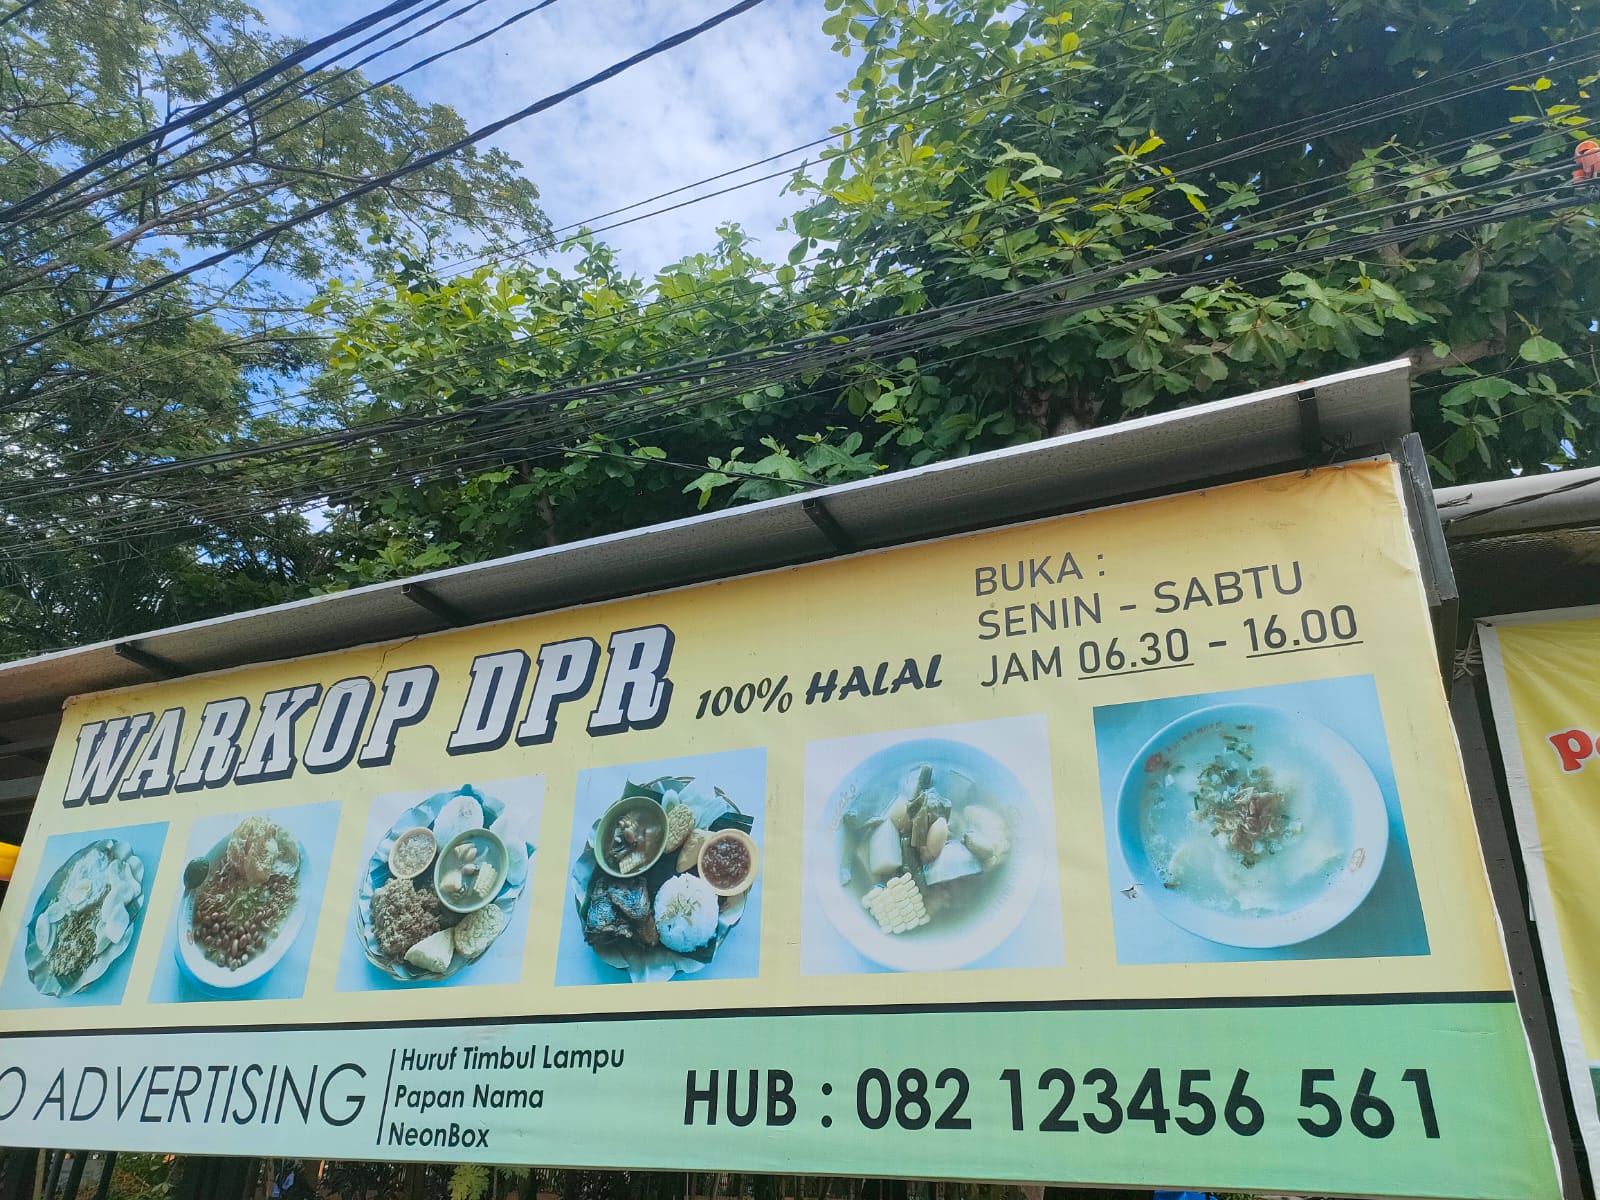 WARKOP DPR
100% HALAL
BUKA :
SENIN - SABTU
JAM 06.30 - 16.00
ADVERTISING
Huruf Timbul Lampu
Papan Nama
NeonBox
HUB : 082 123456 561